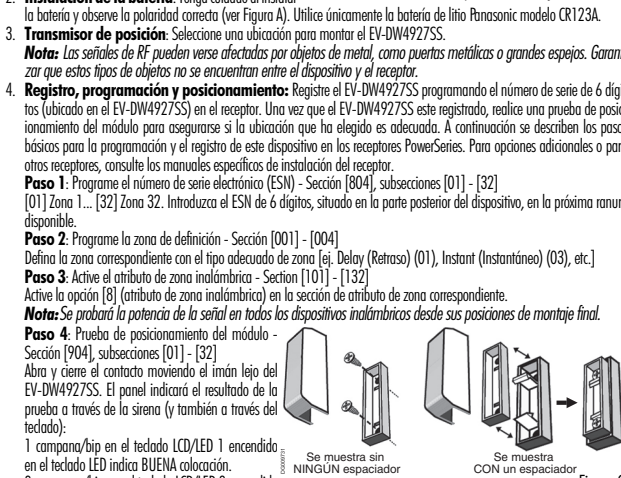 2. Instalación de la batería: Tenga cuidado al instalar
la batería y observe la polaridad correcta (ver Figura A). Utilice únicamente la batería de litio Panasonic modelo CR123A.
3. Transmisor de posición: Seleccione una ubicación para montar el EV-DW4927SS.
Nota: Las señales de RF pueden verse afectadas por objetos de metal, como puertas metálicas o grandes espejos. Garan
zar que estos tipos de objetos no se encuentran entre el dispositivo y el receptor.
4. Registro, programación y posicionamiento: Registre el EV-DW4927SS programando el número de serie de 6 dígi
tos (ubicado en el EV-DW4927SS) en el receptor. Una vez que el EV-DW4927SS este registrado, realice una prueba de posic
ionamiento del módulo para asegurarse si la ubicación que ha elegido es adecuada. A continuación se describen los paso
básicos para la programación y el registro de este dispositivo en los receptores PowerSeries. Para opciones adicionales o par
otros receptores, consulte los manuales específicos de instalación del receptor.
Paso 1: Programe el número de serie electrónico (ESN) - Sección [804], subsecciones [01] - [32]
[01] Zona 1... [32] Zona 32. Introduzca el ESN de 6 dígitos, situado en la parte posterior del dispositivo, en la próxima ranur
disponible.
Paso 2: Programe la zona de definición - Sección [001] - [004]
Defina la zona correspondiente con el tipo adecuado de zona [ej. Delay (Retraso) (01), Instant (Instantáneo) (03), etc.]
Paso 3: Active el atributo de zona inalámbrica - Section [101] - [132]
Active la opción [8] (atributo de zona inalámbrica) en la sección de atributo de zona correspondiente.
Nota: Se probará la potencia de la señal en todos los dispositivos inalámbricos desde sus posiciones de montaje final.
Paso 4: Prueba de posicionamiento del módulo -
Sección [904], subsecciones [01] - [32]
Abra y cierre el contacto moviendo el imán lejo del
EV-DW4927SS. El panel indicará el resultado de la
prueba a través de la sirena (y también a través del
teclado):
1 campana/bip en el teclado LCD/LED 1 encendido
en el teclado LED indica BUENA colocación.
DG009731
Se muestra sin
NINGÚN espaciador
Se muestra
CON un espaciador